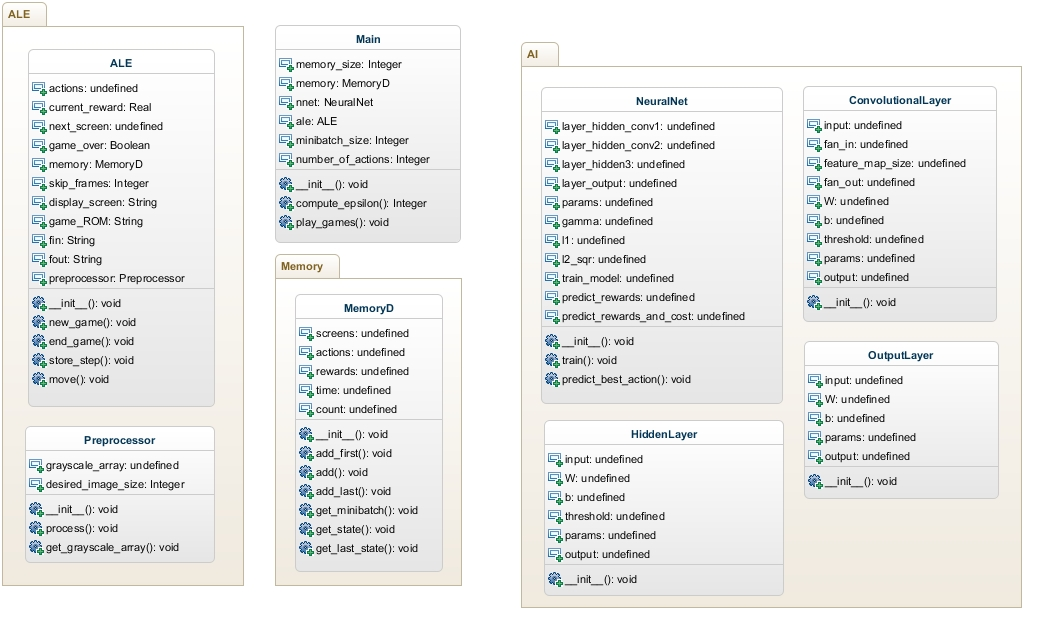 ALE
ALE
actions: undefined
current_reward: Real
next_screen: undefined
game_over: Boolean
memory: MemoryD
skip_frames: Integer
display_screen: String
game_ROM: String
fin: String
fout: String
preprocessor: Preprocessor
__init__(): void
new_game(): void
end_game(): void
store_step(): void
move(): void
Preprocessor
grayscale_array: undefined
desired_image_size: Integer
__init__(): void
process(): void
get_grayscale_array(): void
Main
memory_size: Integer
memory: MemoryD
nnet: NeuralNet
ale: ALE
minibatch_size: Integer
number_of_actions: Integer
__init__(): void
compute_epsilon(): Integer
play_games(): void
Memory
MemoryD
screens: undefined
actions: undefined
rewards: undefined
time: undefined
count: undefined
__init__(): void
add_first(): void
add(): void
add_last(): void
get_minibatch(): void
get_state(): void
get_last_state(): void
AI
NeuralNet
layer_hidden_conv1: undefined
layer_hidden_conv2: undefined
layer_hidden3: undefined
layer_output: undefined
params: undefined
gamma: undefined
l1: undefined
l2_sqr: undefined
train_model: undefined
predict_rewards: undefined
predict_rewards_and_cost: undefined
__init__(): void
train(): void
predict_best_action(): void
HiddenLayer
input: undefined
W: undefined
b: undefined
threshold: undefined
params: undefined
output: undefined
__init__(): void
ConvolutionalLayer
input: undefined
fan_in: undefined
feature_map_size: undefined
fan_out: undefined
W: undefined
b: undefined
threshold: undefined
params: undefined
output: undefined
__init__(): void
OutputLayer
input: undefined
W: undefined
b: undefined
params: undefined
output: undefined
__init__(): void